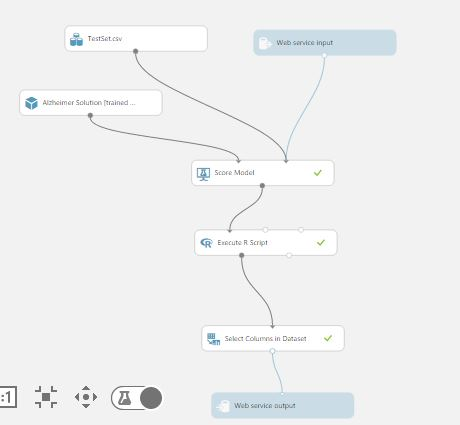 TestSet.csv
Web service input
Alzheimer Solution [trained ...
Score Model
Execute R Script
Select Columns in Dataset
:1
Web service output